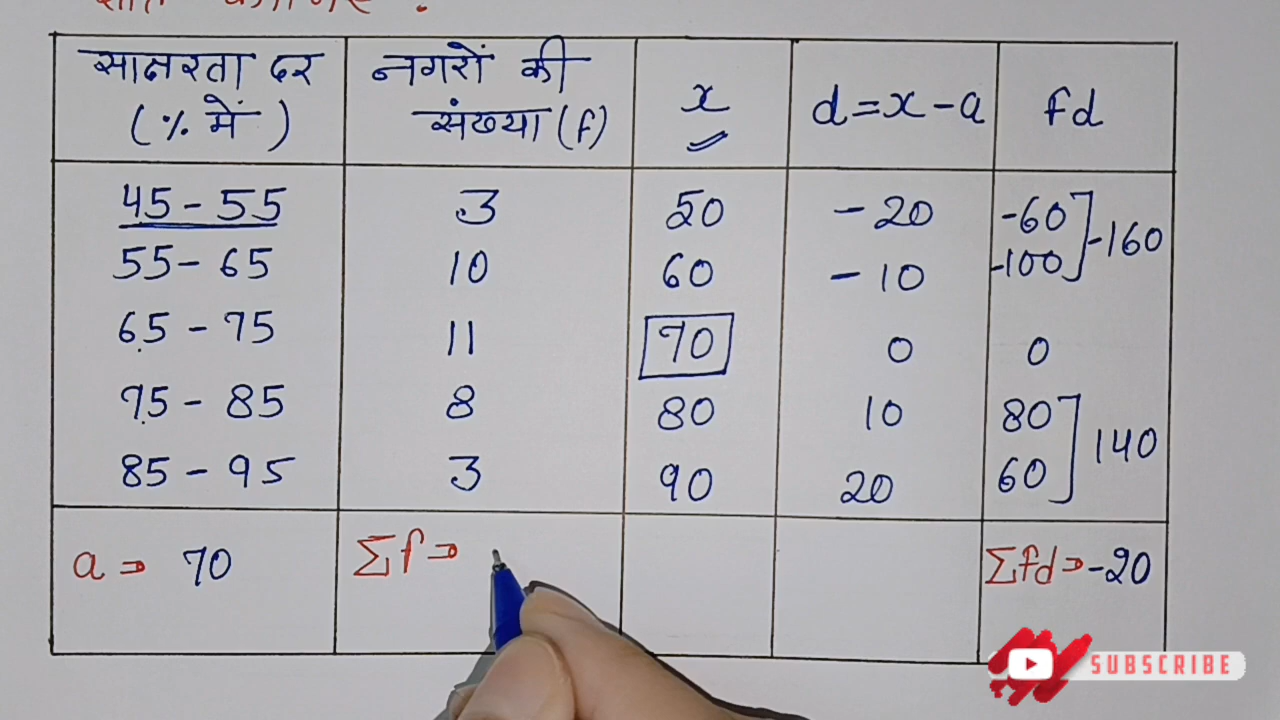 साक्षरता दर (% में) नगरों की संख्या (f) x d=x-a fd
45-55 3 50 -20 -60
55-65 10 60 -10 -100
-160
65-75 11 70 0 0
75-85 8 80 10 80
85-95 3 90 20 60
140
a ⇒ 70 Σf ⇒ Σfd ⇒ -20
SUBSCRIBE